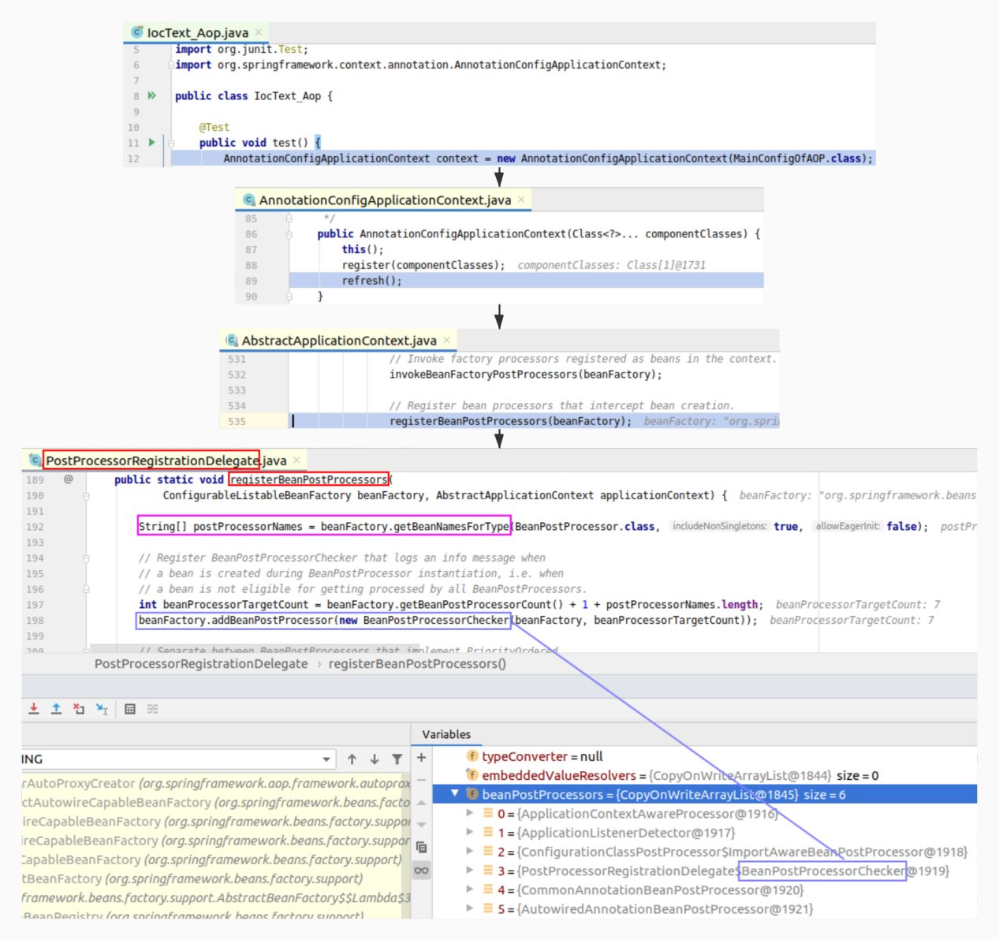 IocText_Aop.java
5 import org.junit.Test;
6 import org.springframework.context.annotation.AnnotationConfigApplicationContext;
7
8 public class IocText_Aop {
9
10 @Test
11 public void test() {
12 AnnotationConfigApplicationContext context = new AnnotationConfigApplicationContext(MainConfigOfAOP.class);
AnnotationConfigApplicationContext.java
85 */
86 public AnnotationConfigApplicationContext(Class<?>... componentClasses) {
87 this();
88 register(componentClasses); componentClasses: Class[1]@1731
89 refresh();
90 }
AbstractApplicationContext.java
531 // Invoke factory processors registered as beans in the context.
532 invokeBeanFactoryPostProcessors(beanFactory);
533
534 // Register bean processors that intercept bean creation.
535 registerBeanPostProcessors(beanFactory); beanFactory: "org.spri
PostProcessorRegistrationDelegate.java
189 @ public static void registerBeanPostProcessors(
190 ConfigurableListableBeanFactory beanFactory, AbstractApplicationContext applicationContext) { beanFactory: "org.springframework.beans
191
192 String[] postProcessorNames = beanFactory.getBeanNamesForType(BeanPostProcessor.class, includeNonSingletons: true, allowEagerInit: false); postPr
193
194 // Register BeanPostProcessorChecker that logs an info message when
195 // a bean is created during BeanPostProcessor instantiation, i.e. when
196 // a bean is not eligible for getting processed by all BeanPostProcessors.
197 int beanProcessorTargetCount = beanFactory.getBeanPostProcessorCount() + 1 + postProcessorNames.length; beanProcessorTargetCount: 7
198 beanFactory.addBeanPostProcessor(new BeanPostProcessorChecker(beanFactory, beanProcessorTargetCount)); beanProcessorTargetCount: 7
199
200 // Separate between BeanPostProcessors that implement PriorityOrdered
PostProcessorRegistrationDelegate › registerBeanPostProcessors()
Variables
ING
rAutoProxyCreator (org.springframework.aop.framework.autoprox
ctAutowireCapableBeanFactory (org.springframework.beans.facto
ireCapableBeanFactory (org.springframework.beans.factory.suppo
ireCapableBeanFactory (org.springframework.beans.factory.suppor
CapableBeanFactory (org.springframework.beans.factory.support)
tBeanFactory (org.springframework.beans.factory.support)
framework.beans.factory.support.AbstractBeanFactory$$Lambda$3
BeanRegistry (org.springframework.beans.factory.support)
typeConverter = null
embeddedValueResolvers = {CopyOnWriteArrayList@1844} size = 0
beanPostProcessors = {CopyOnWriteArrayList@1845} size = 6
0 = {ApplicationContextAwareProcessor@1916}
1 = {ApplicationListenerDetector@1917}
2 = {ConfigurationClassPostProcessor$ImportAwareBeanPostProcessor@1918}
3 = {PostProcessorRegistrationDelegate$BeanPostProcessorChecker@1919}
4 = {CommonAnnotationBeanPostProcessor@1920}
5 = {AutowiredAnnotationBeanPostProcessor@1921}